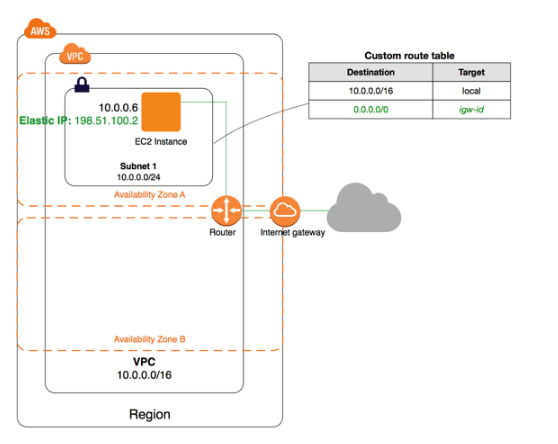 AWS
VPC
Custom route table
Destination Target
10.0.0.0/16 local
0.0.0.0/0 igw-id
10.0.0.6
Elastic IP: 198.51.100.2
EC2 Instance
Subnet 1
10.0.0.0/24
Availability Zone A
Router
Internet gateway
Availability Zone B
VPC
10.0.0.0/16
Region